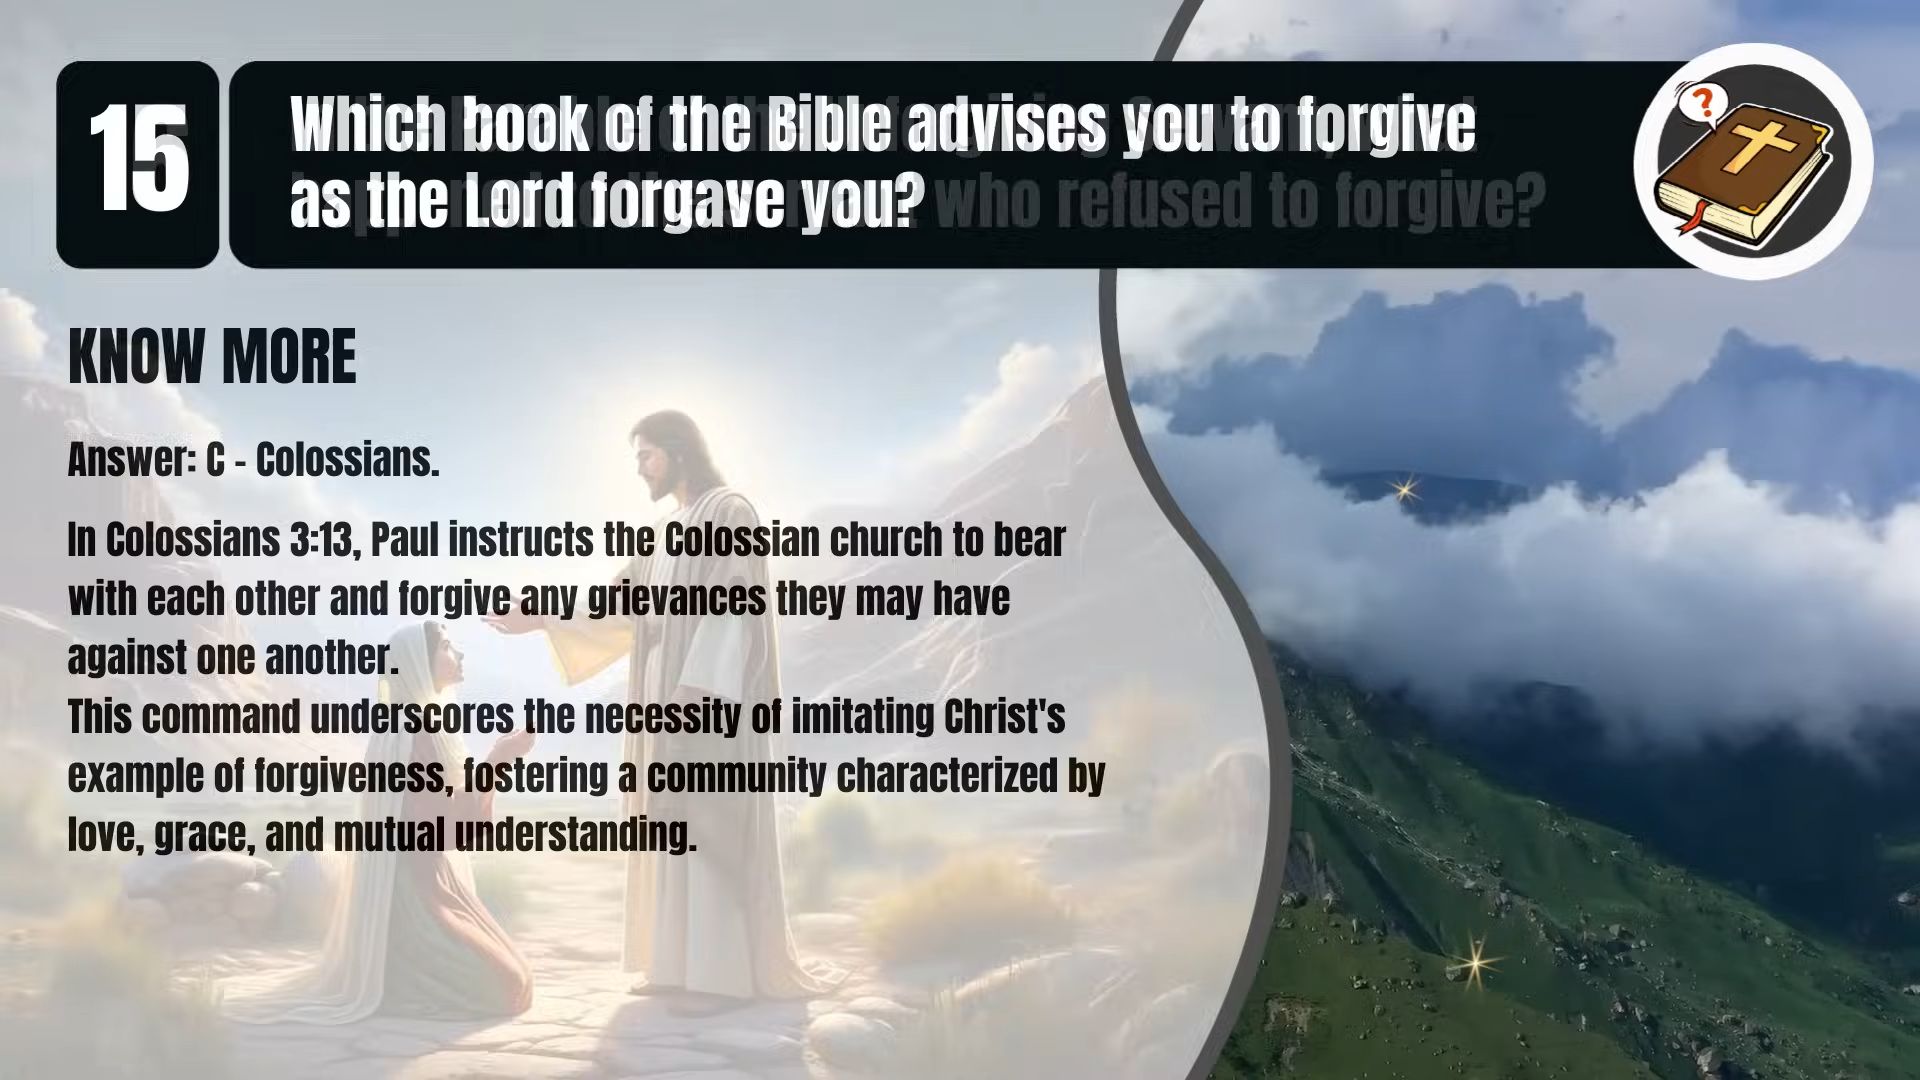 15
Which book of the Bible advises you to forgive
as the Lord forgave you?
who refused to forgive?
?
KNOW MORE
Answer: C - Colossians.
In Colossians 3:13, Paul instructs the Colossian church to bear
with each other and forgive any grievances they may have
against one another.
This command underscores the necessity of imitating Christ's
example of forgiveness, fostering a community characterized by
love, grace, and mutual understanding.